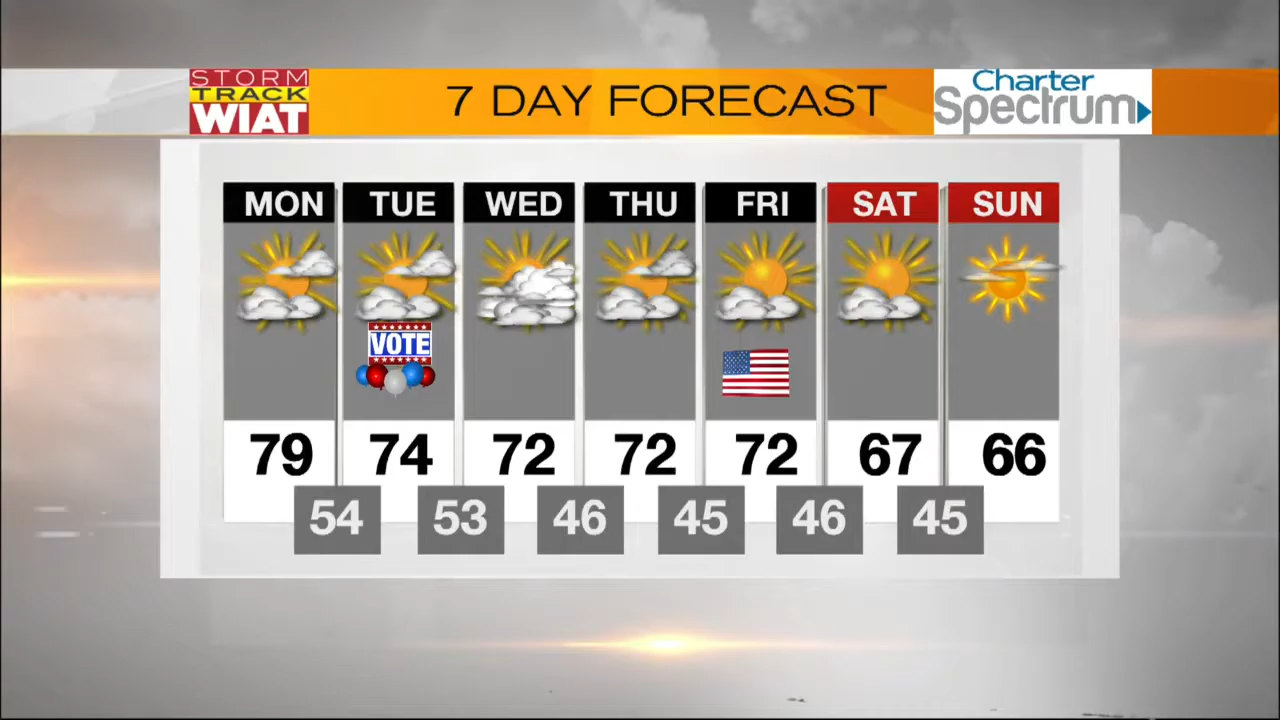 STORM
TRACK
WIAT
7 DAY FORECAST
Charter
Spectrum
MON TUE WED THU FRI SAT SUN
VOTE
79 74 72 72 72 67 66
54 53 46 45 46 45